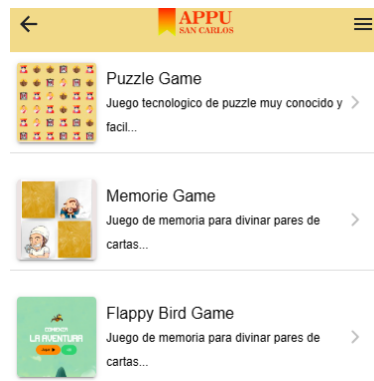 APPU
SAN CARLOS
Puzzle Game
Juego tecnologico de puzzle muy conocido y
facil...
Memorie Game
Juego de memoria para divinar pares de
cartas...
Flappy Bird Game
COMIENZA
LA AVENTURA
Juego de memoria para divinar pares de
cartas...